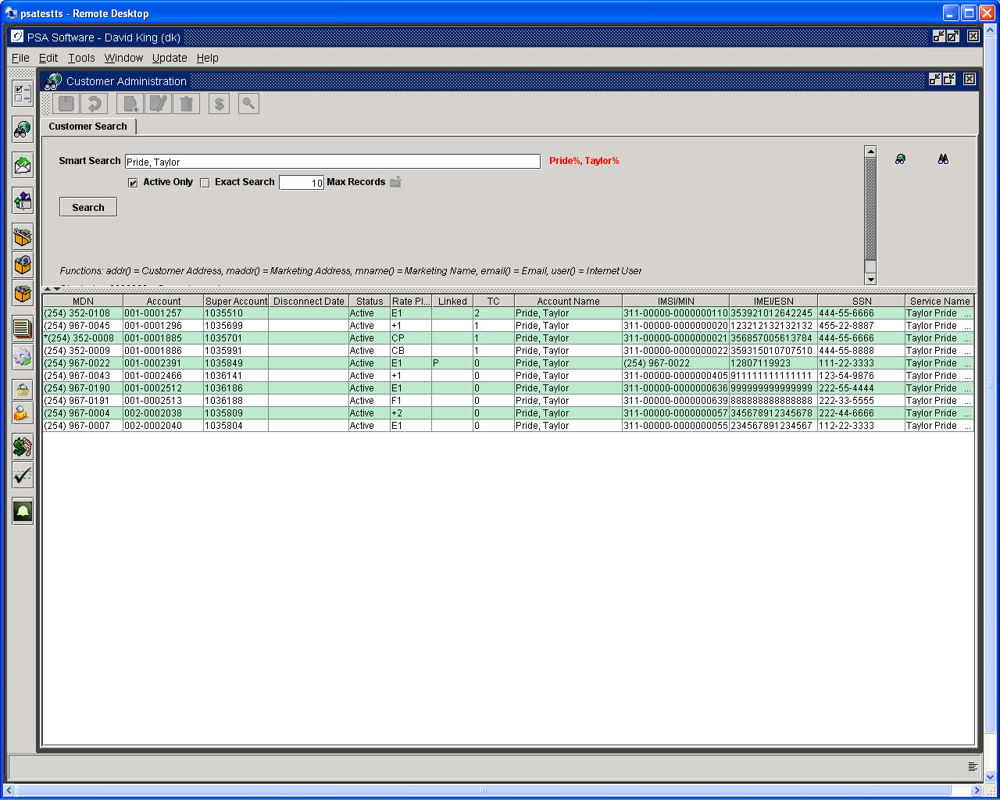 psatestts - Remote Desktop
PSA Software - David King (dk)
File Edit Tools Window Update Help
Customer Administration
Customer Search
Smart Search Pride, Taylor Pride%, Taylor%
Active Only Exact Search 10 Max Records
Search
Functions: addr() = Customer Address, maddr() = Marketing Address, mname() = Marketing Name, email() = Email, user() = Internet User
MDN Account Super Account Disconnect Date Status Rate Pl... Linked TC Account Name IMSI/MIN IMEI/ESN SSN Service Name
(254) 352-0108 001-0001257 1035510 Active E1 2 Pride, Taylor 311-00000-0000000110 353921012642245 444-55-6666 Taylor Pride ...
(254) 967-0045 001-0001296 1035699 Active +1 1 Pride, Taylor 311-00000-0000000020 123212132132132 455-22-8887 Taylor Pride ...
*(254) 352-0008 001-0001885 1035701 Active CP 1 Pride, Taylor 311-00000-0000000021 356857005613784 444-55-6666 Taylor Pride ...
(254) 352-0009 001-0001886 1035991 Active CB 1 Pride, Taylor 311-00000-0000000022 359315010707510 444-55-8888 Taylor Pride ...
(254) 967-0022 001-0002391 1035849 Active E1 P 0 Pride, Taylor (254) 967-0022 12807119923 111-22-3333 Taylor Pride ...
(254) 967-0043 001-0002466 1036141 Active +1 0 Pride, Taylor 311-00000-0000000405 911111111111111 123-54-9876 Taylor Pride ...
(254) 967-0190 001-0002512 1036186 Active E1 0 Pride, Taylor 311-00000-0000000636 999999999999999 222-55-4444 Taylor Pride ...
(254) 967-0191 001-0002513 1036188 Active F1 0 Pride, Taylor 311-00000-0000000639 888888888888888 222-33-5555 Taylor Pride ...
(254) 967-0004 002-0002038 1035809 Active +2 0 Pride, Taylor 311-00000-0000000057 345678912345678 222-44-6666 Taylor Pride ...
(254) 967-0007 002-0002040 1035804 Active E1 0 Pride, Taylor 311-00000-0000000055 234567891234567 112-22-3333 Taylor Pride ...